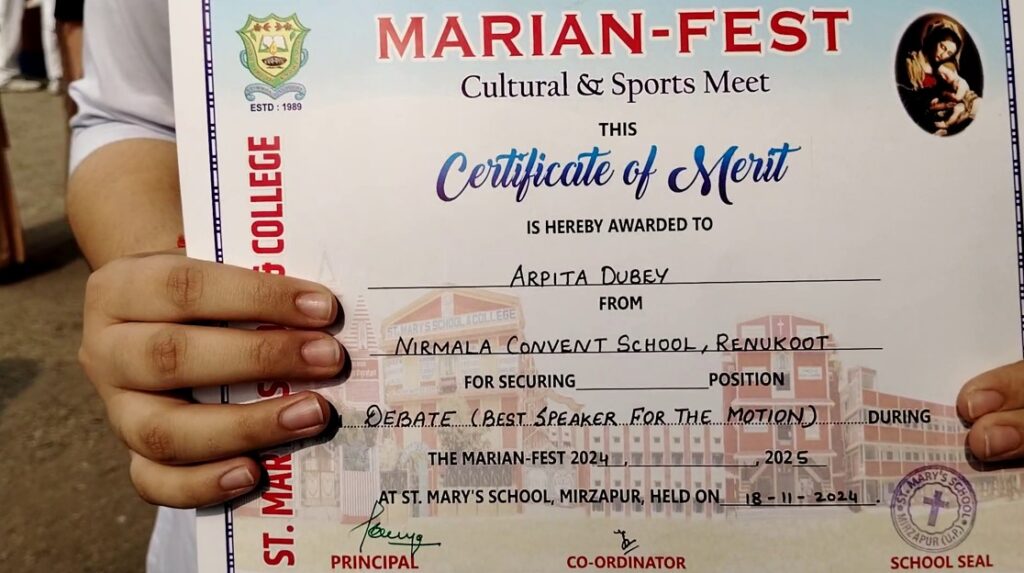 MARIAN-FEST
Cultural & Sports Meet
ESTD : 1989
THIS
Certificate of Merit
IS HEREBY AWARDED TO
ARPITA DUBEY
FROM
ST. MARY'S SCHOOL & COLLEGE
NIRMALA CONVENT SCHOOL, RENUKOOT
FOR SECURING POSITION
DEBATE (BEST SPEAKER FOR THE MOTION) DURING
THE MARIAN-FEST 2024 , , 2025
AT ST. MARY'S SCHOOL, MIRZAPUR, HELD ON 18-11-2024 .
PRINCIPAL
CO-ORDINATOR
SCHOOL SEAL
ST. MARY'S SCHOOL
MIRZAPUR (U.P.)
ST. MAR & COLLEGE